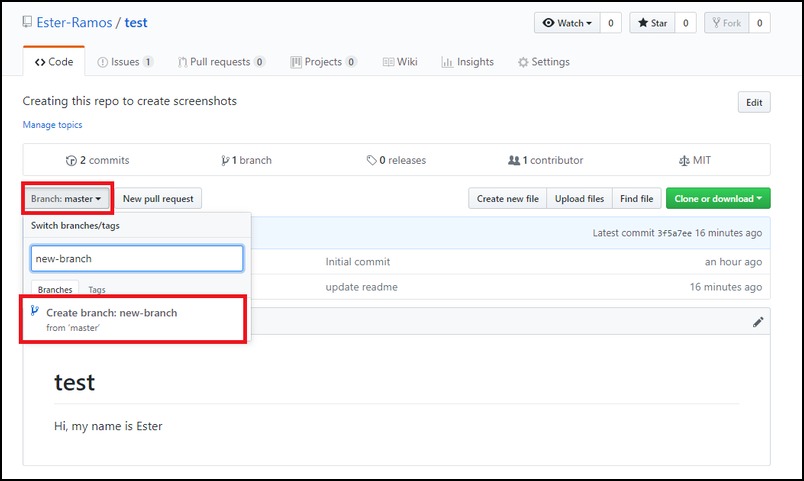 Ester-Ramos / test
Watch 0 Star 0 Fork 0
Code Issues 1 Pull requests 0 Projects 0 Wiki Insights Settings
Creating this repo to create screenshots Edit
Manage topics
2 commits 1 branch 0 releases 1 contributor MIT
Branch: master New pull request Create new file Upload files Find file Clone or download
Switch branches/tags
Latest commit 3f5a7ee 16 minutes ago
new-branch Initial commit an hour ago
Branches Tags update readme 16 minutes ago
Create branch: new-branch
from 'master'
test
Hi, my name is Ester